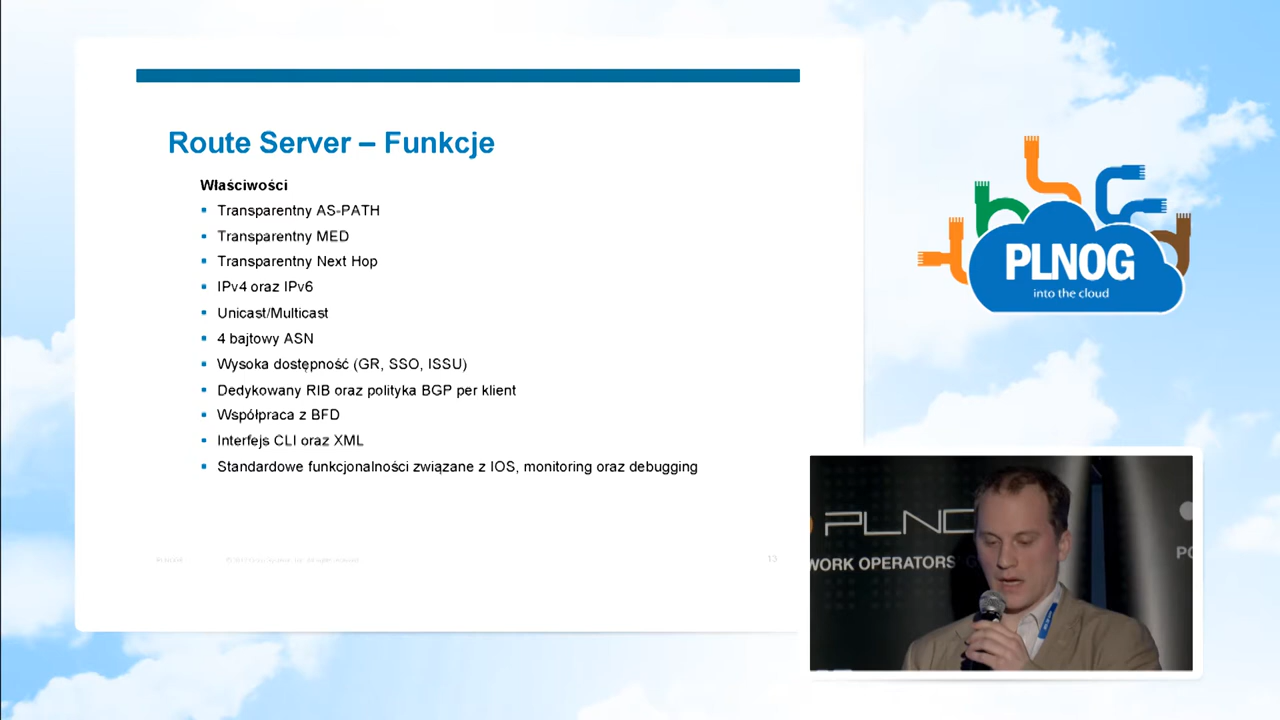 Route Server – Funkcje
Właściwości
Transparentny AS-PATH
Transparentny MED
Transparentny Next Hop
IPv4 oraz IPv6
Unicast/Multicast
4 bajtowy ASN
Wysoka dostępność (GR, SSO, ISSU)
Dedykowany RIB oraz polityka BGP per klient
Współpraca z BFD
Interfejs CLI oraz XML
Standardowe funkcjonalności związane z IOS, monitoring oraz debugging
13
PLNOG
into the cloud
PLNO
WORK OPERATORS'